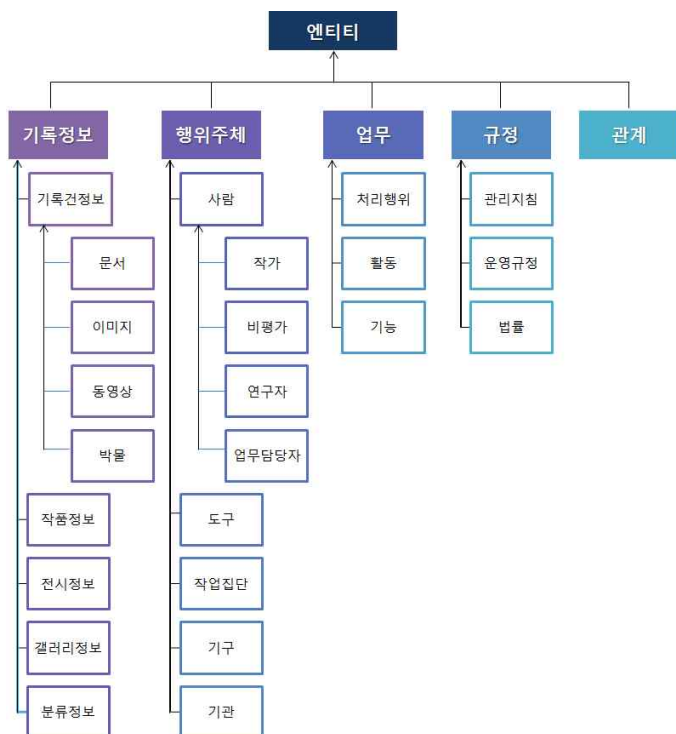 엔티티
기록정보
행위주체
업무
규정
관계
기록건정보
문서
이미지
동영상
박물
작품정보
전시정보
갤러리정보
분류정보
사람
작가
비평가
연구자
업무담당자
도구
작업집단
기구
기관
처리행위
활동
기능
관리지침
운영규정
법률